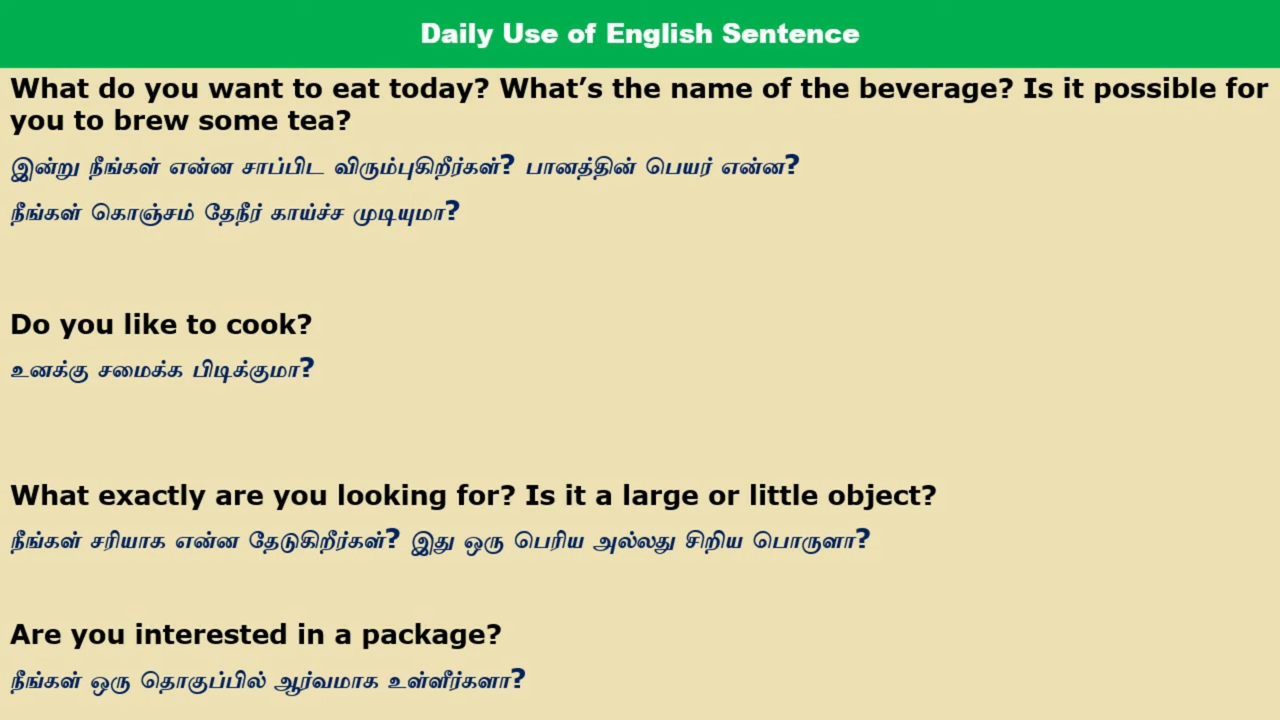 Daily Use of English Sentence
What do you want to eat today? What’s the name of the beverage? Is it possible for
you to brew some tea?
இன்று நீங்கள் என்ன சாப்பிட விரும்புகிறீர்கள்? பானத்தின் பெயர் என்ன?
நீங்கள் கொஞ்சம் தேநீர் காய்ச்ச முடியுமா?
Do you like to cook?
உனக்கு சமைக்க பிடிக்குமா?
What exactly are you looking for? Is it a large or little object?
நீங்கள் சரியாக என்ன தேடுகிறீர்கள்? இது ஒரு பெரிய அல்லது சிறிய பொருளா?
Are you interested in a package?
நீங்கள் ஒரு தொகுப்பில் ஆர்வமாக உள்ளீர்களா?